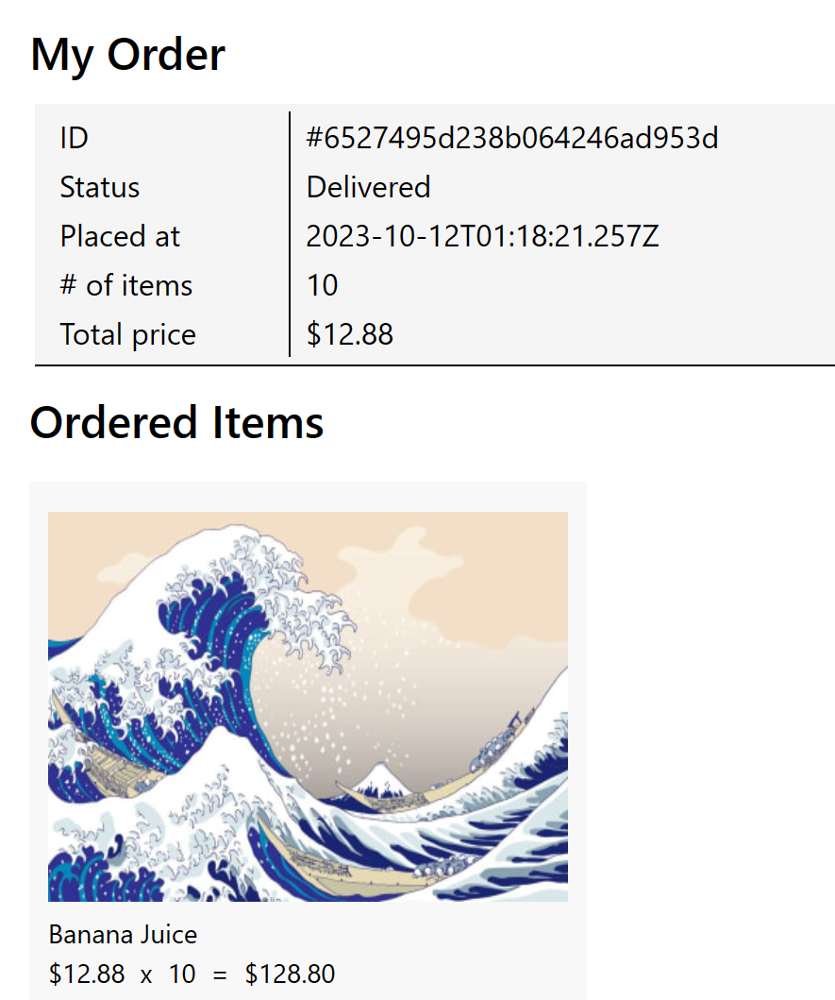 My Order
ID #6527495d238b064246ad953d
Status Delivered
Placed at 2023-10-12T01:18:21.257Z
# of items 10
Total price $12.88
Ordered Items
Banana Juice
$12.88 x 10 = $128.80